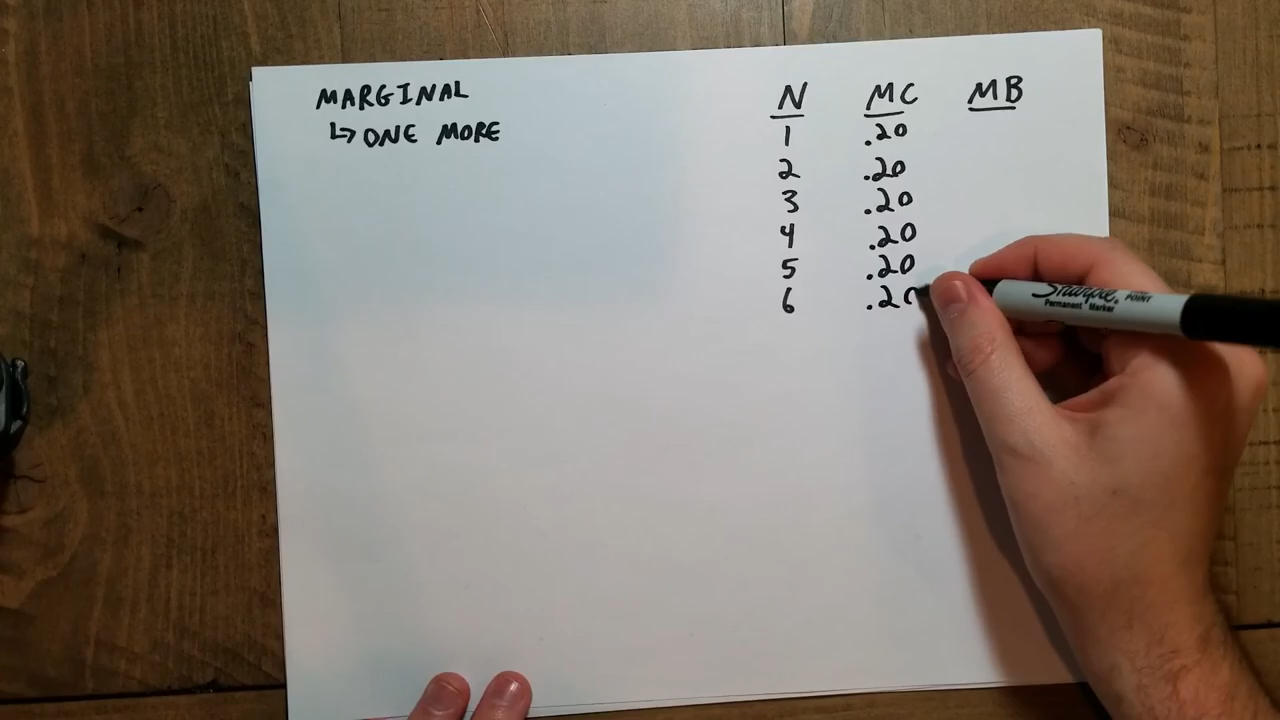 MARGINAL
↳ ONE MORE
N MC MB
1 .20
2 .20
3 .20
4 .20
5 .20
6 .20
Sharpie
Permanent Marker